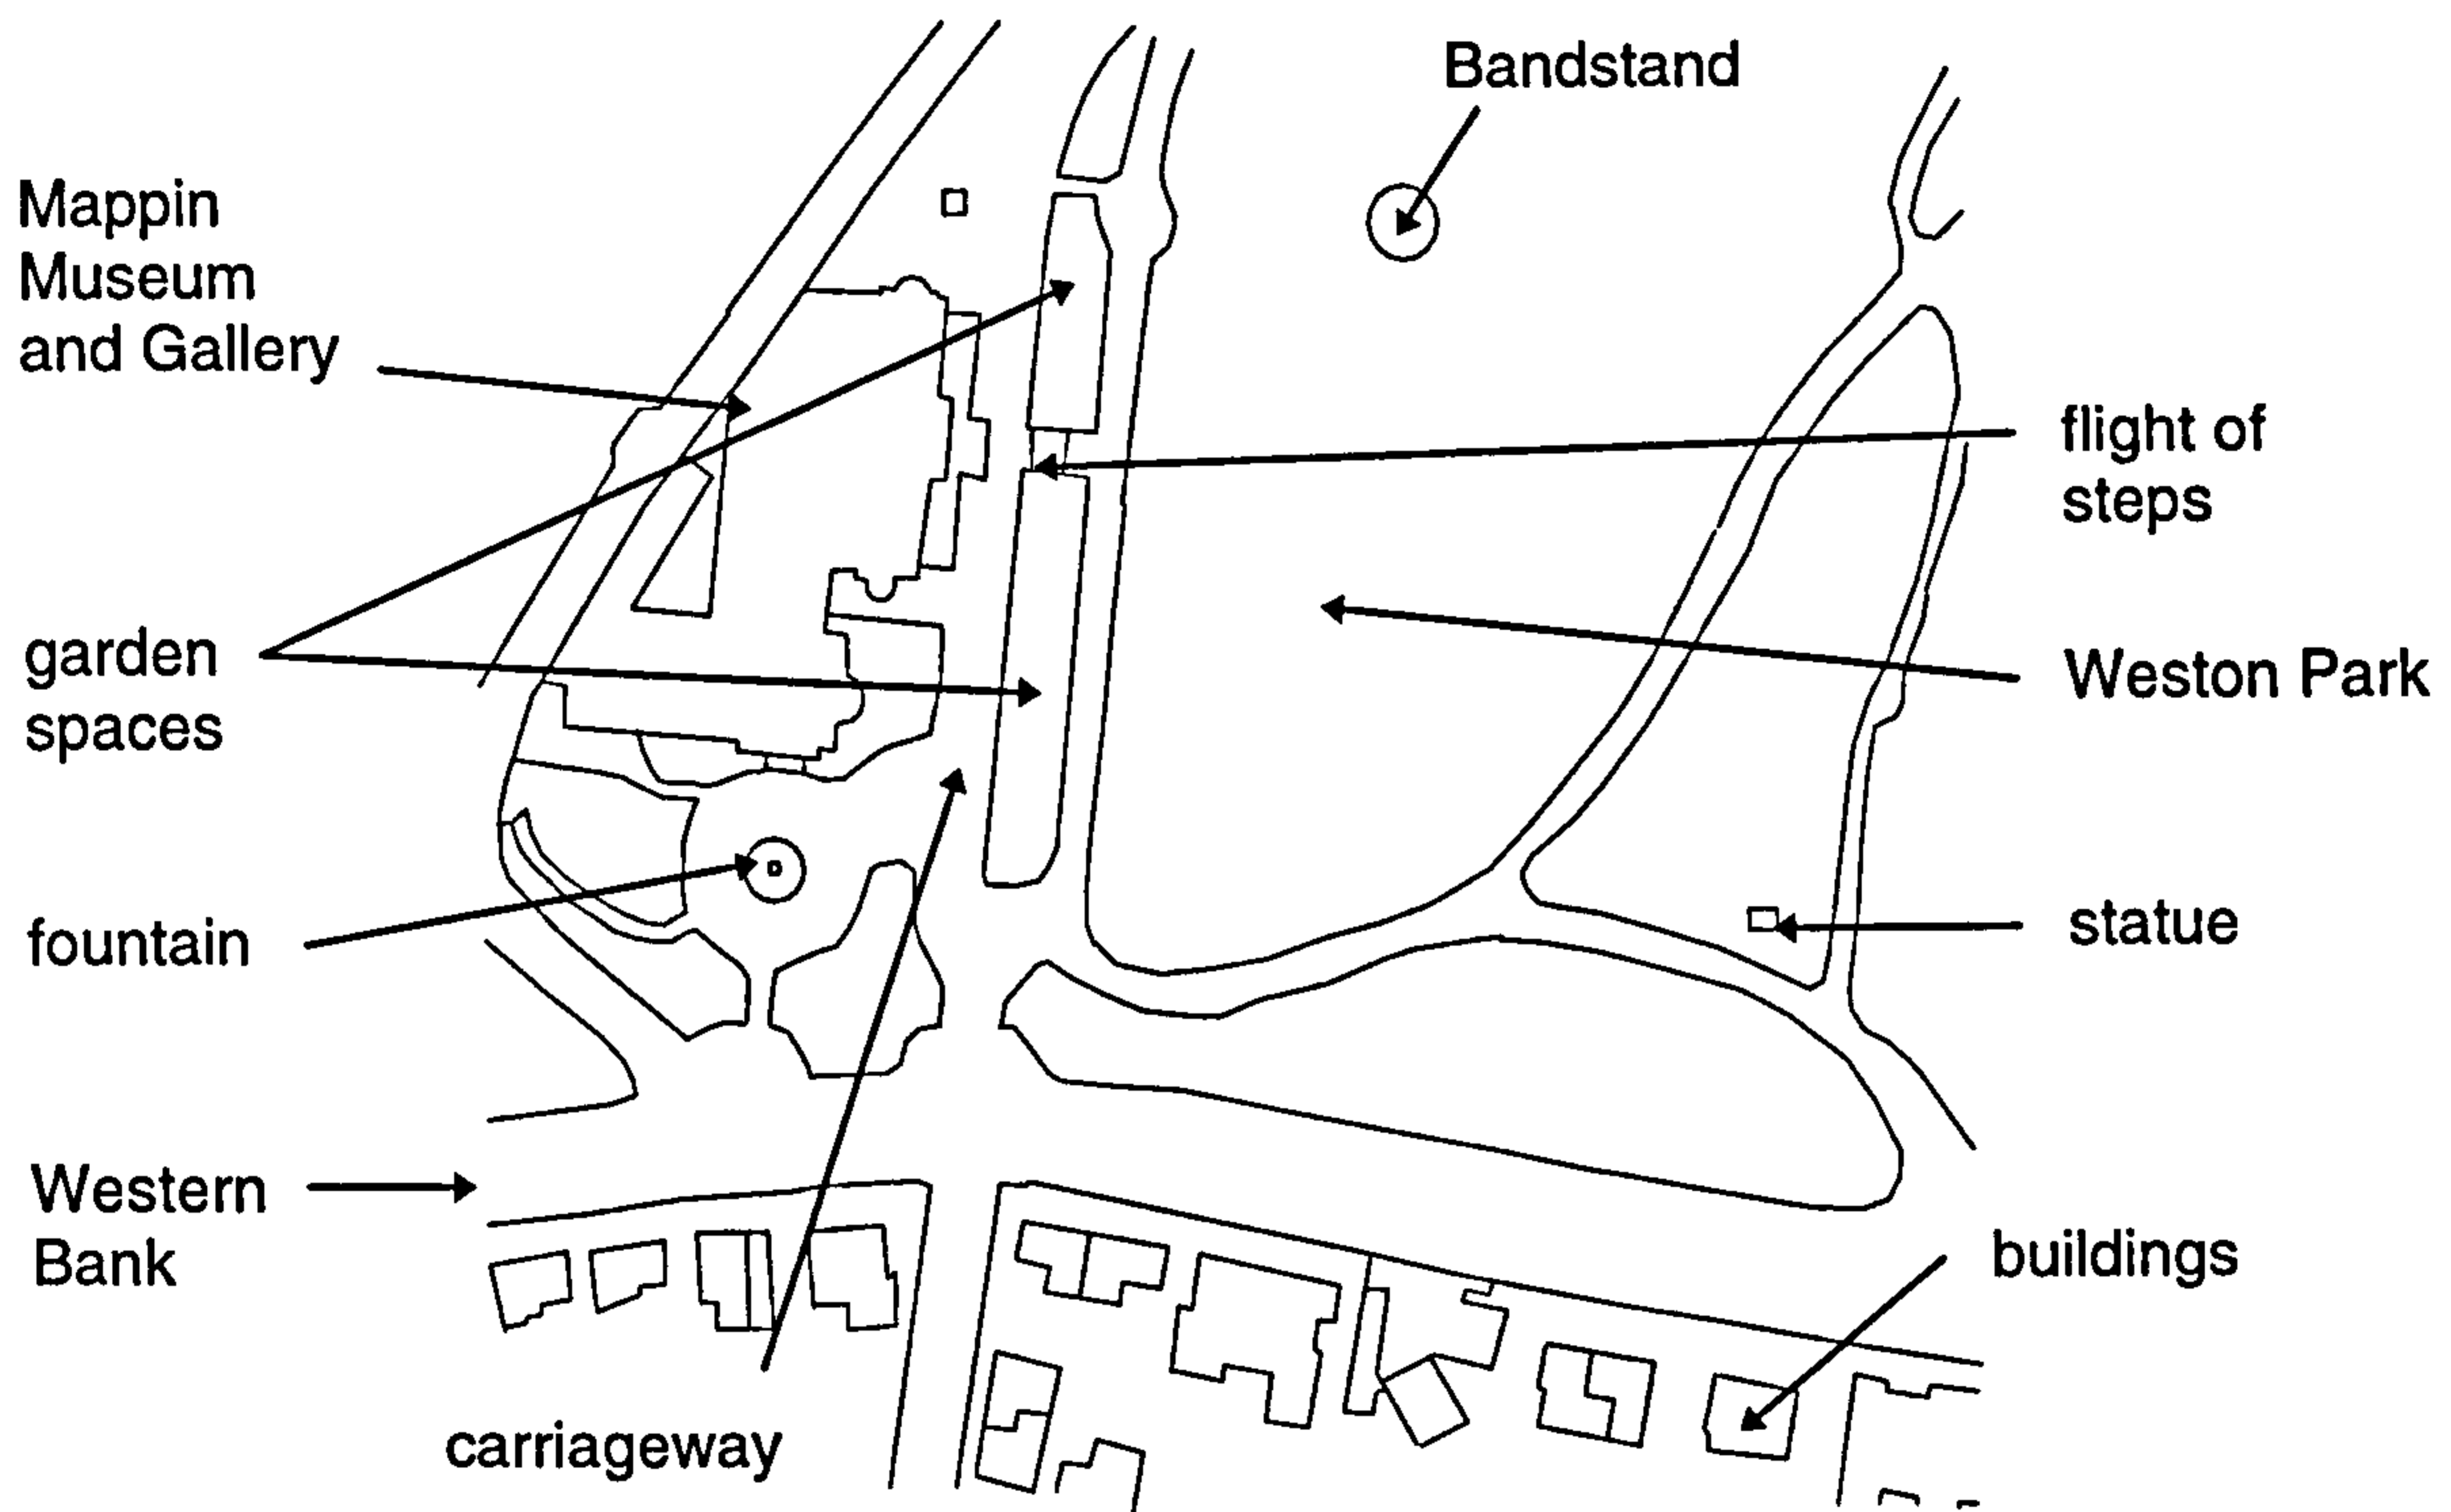 Bandstand
Mappin
Museum
and Gallery
flight of
steps
garden
spaces
Weston Park
fountain
statue
Western
Bank
buildings
carriageway